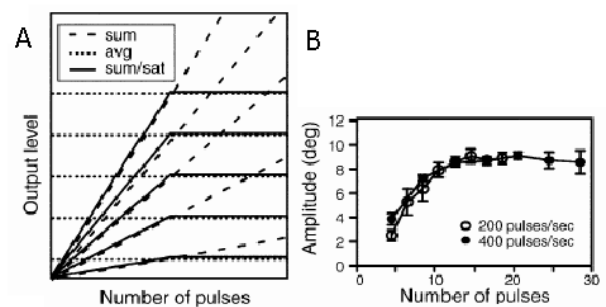 A
sum
avg
sum/sat
Output level
Number of pulses
B
12
10
8
6
4
2
0
Amplitude (deg)
200 pulses/sec
400 pulses/sec
0 10 20 30
Number of pulses